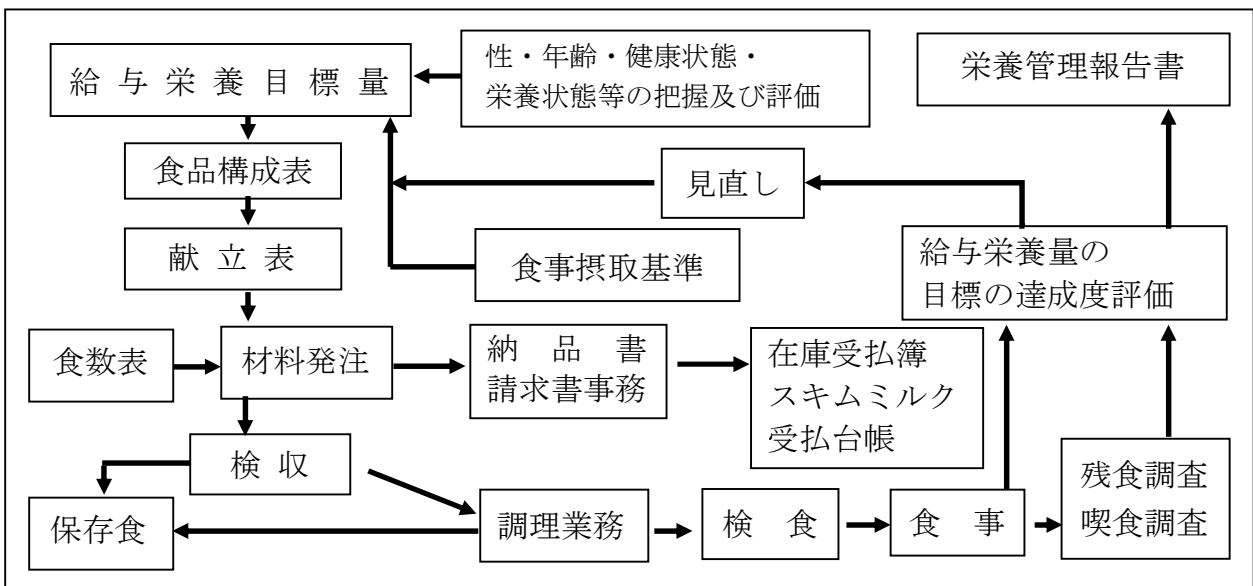 給与栄養目標量
性・年齢・健康状態・
栄養状態等の把握及び評価
栄養管理報告書
食品構成表
見直し
献立表
食事摂取基準
給与栄養量の
目標の達成度評価
食数表
材料発注
納品書
請求書事務
在庫受払簿
スキムミルク
受払台帳
検収
保存食
調理業務
検食
食事
残食調査
喫食調査